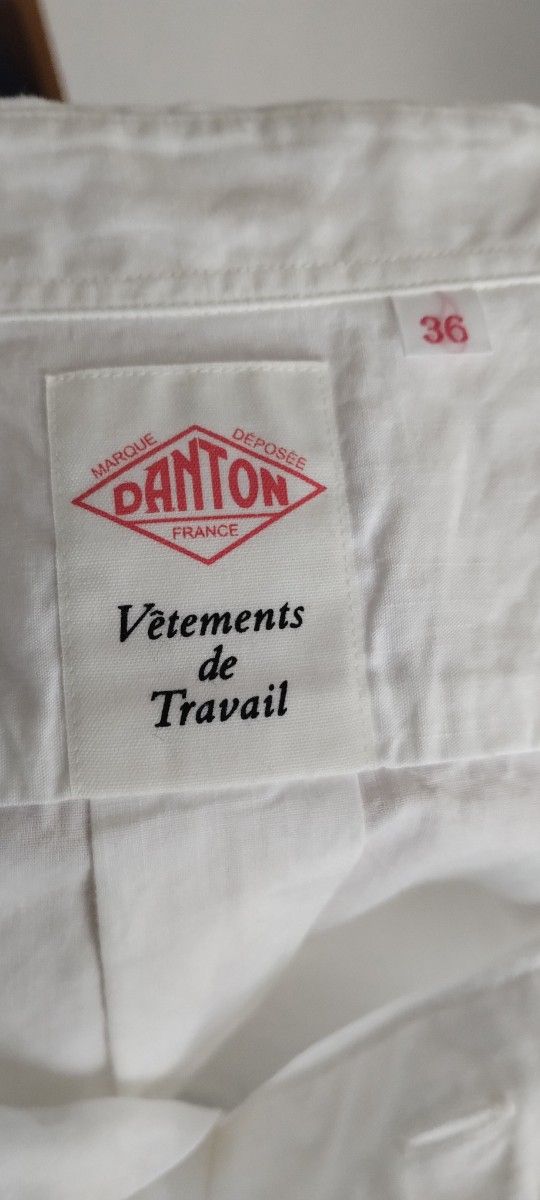 36
MARQUE DÉPOSÉE
DANTON
FRANCE
Vêtements
de
Travail